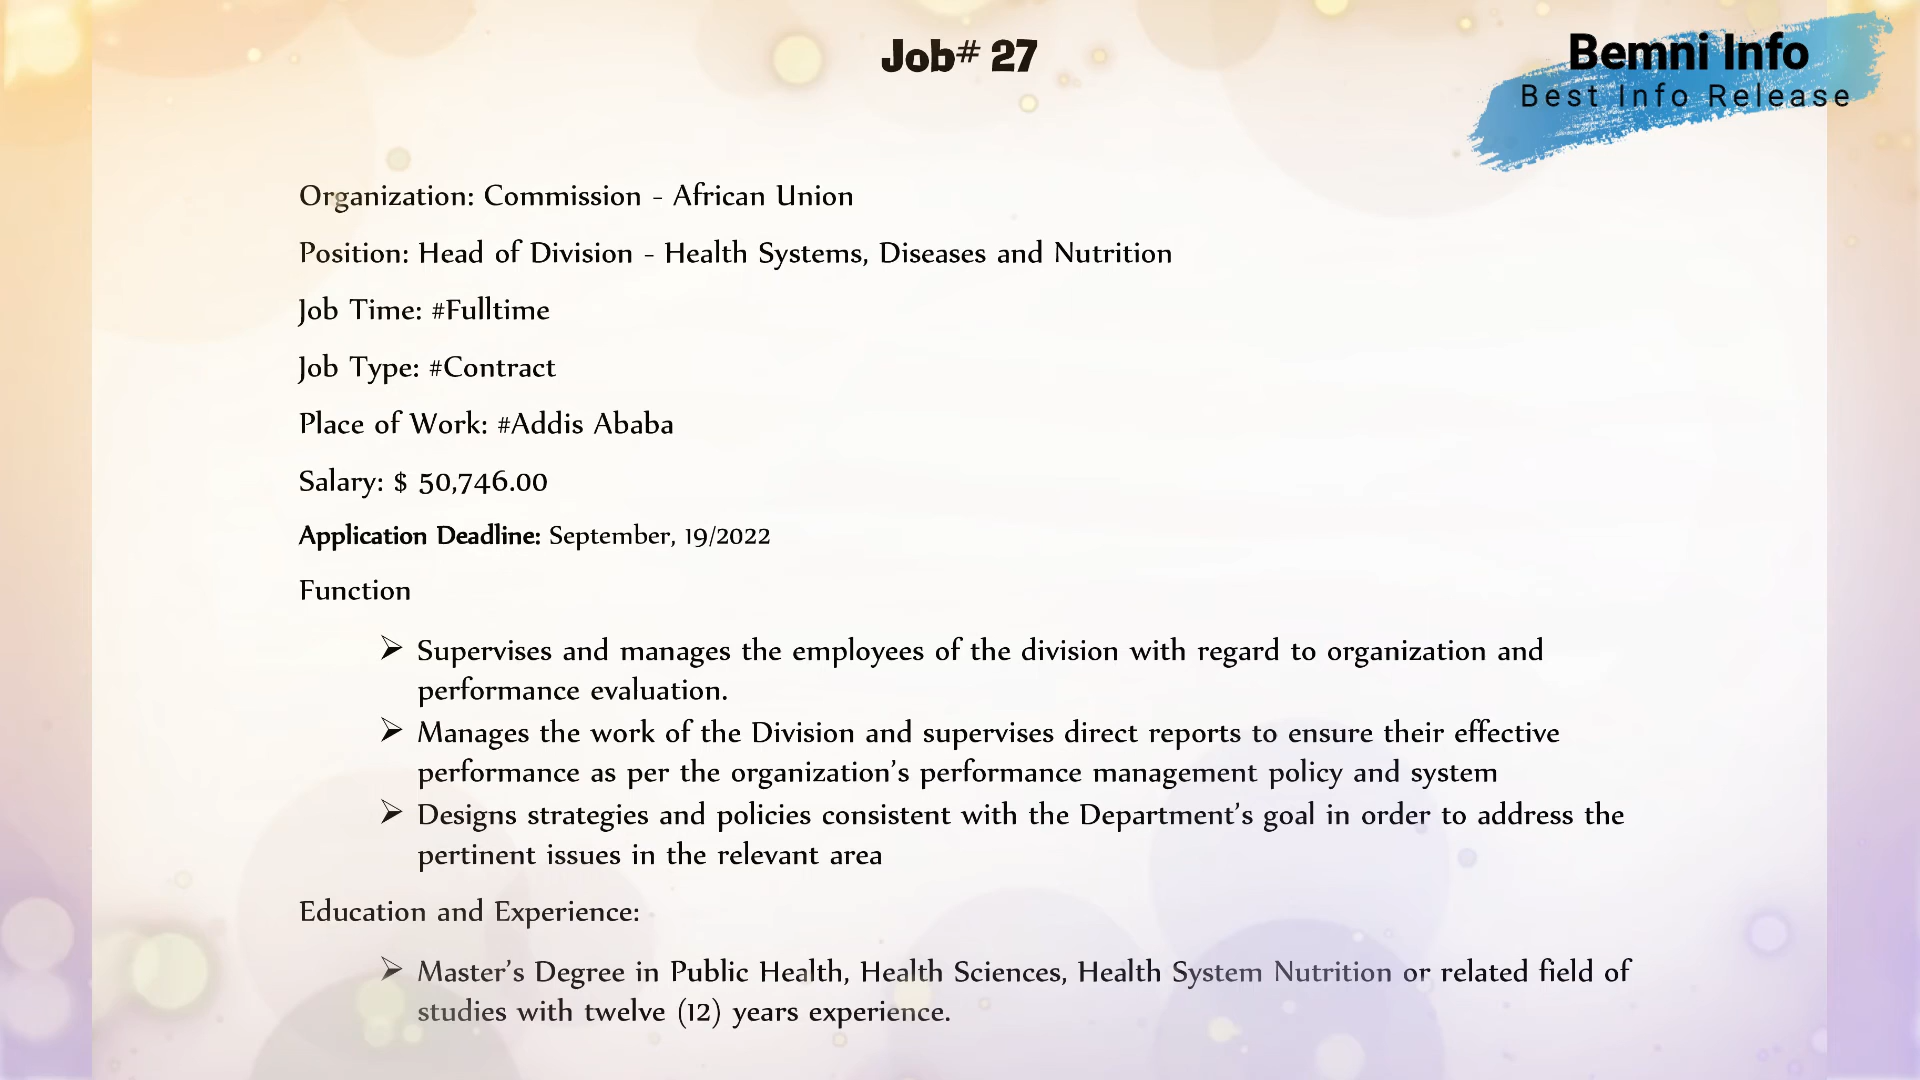 Job# 27
Bemni Info
Best Info Release
Organization: Commission - African Union
Position: Head of Division - Health Systems, Diseases and Nutrition
Job Time: #Fulltime
Job Type: #Contract
Place of Work: #Addis Ababa
Salary: $ 50,746.00
Application Deadline: September, 19/2022
Function
➢ Supervises and manages the employees of the division with regard to organization and
performance evaluation.
➢ Manages the work of the Division and supervises direct reports to ensure their effective
performance as per the organization's performance management policy and system
➢ Designs strategies and policies consistent with the Department's goal in order to address the
pertinent issues in the relevant area
Education and Experience:
➢ Master's Degree in Public Health, Health Sciences, Health System Nutrition or related field of
studies with twelve (12) years experience.